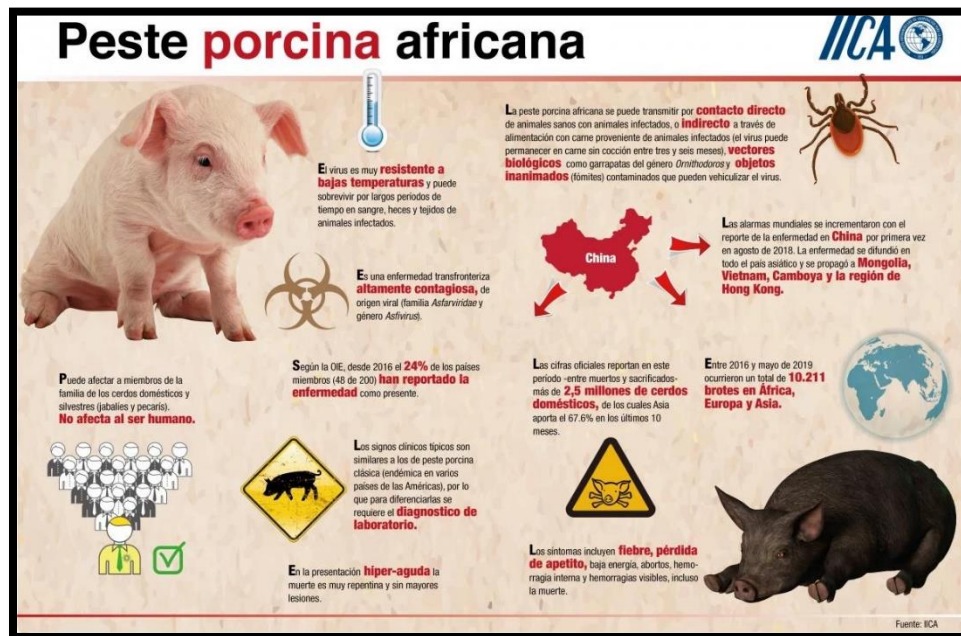 Peste porcina africana
IICA
El virus es muy resistente a
bajas temperaturas y puede
sobrevivir por largos periodos de
tiempo en sangre, heces y tejidos de
animales infectados.
La peste porcina africana se puede transmitir por contacto directo
de animales sanos con animales infectados, o indirecto a través de
alimentación con carne proveniente de animales infectados (el virus puede
permanecer en carne sin cocción entre tres y seis meses), vectores
biológicos como garrapatas del género Ornithodoros y objetos
inanimados (fómites) contaminados que pueden vehiculizar el virus.
China
Las alarmas mundiales se incrementaron con el
reporte de la enfermedad en China por primera vez
en agosto de 2018. La enfermedad se difundió en
todo el país asiático y se propagó a Mongolia,
Vietnam, Camboya y la región de
Hong Kong.
Es una enfermedad transfronteriza
altamente contagiosa, de
origen viral (familia Asfarviridae y
género Asfivirus).
Puede afectar a miembros de la
familia de los cerdos domésticos y
silvestres (jabalíes y pecarís).
No afecta al ser humano.
Según la OIE, desde 2016 el 24% de los países
miembros (48 de 200) han reportado la
enfermedad como presente.
Las cifras oficiales reportan en este
período -entre muertos y sacrificados-
más de 2,5 millones de cerdos
domésticos, de los cuales Asia
aporta el 67.6% en los últimos 10
meses.
Entre 2016 y mayo de 2019
ocurrieron un total de 10.211
brotes en África,
Europa y Asia.
Los signos clínicos típicos son
similares a los de peste porcina
clásica (endémica en varios
países de las Américas), por lo
que para diferenciarlas se
requiere el diagnostico de
laboratorio.
En la presentación hiper-aguda la
muerte es muy repentina y sin mayores
lesiones.
Los síntomas incluyen fiebre, pérdida
de apetito, baja energía, abortos, hemo-
rragia interna y hemorragias visibles, incluso
la muerte.
Fuente: IICA